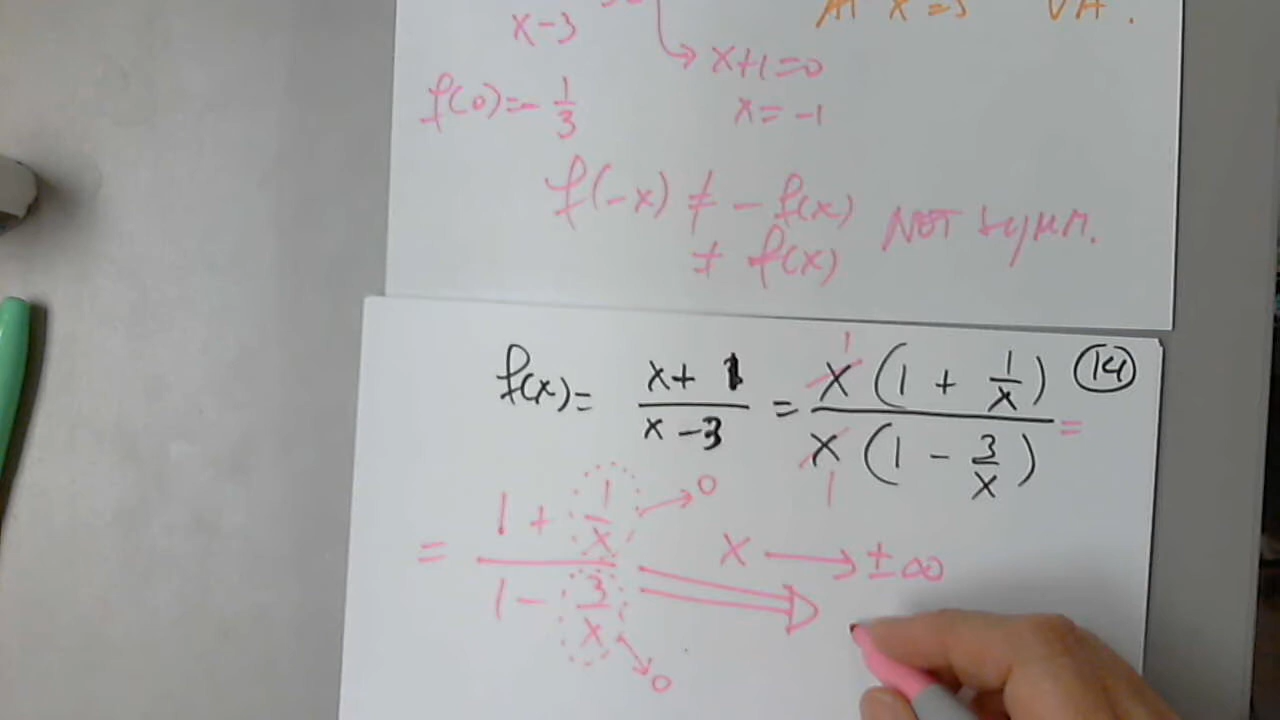 x-3
At x=3 VA.
x+1=0
f(0)=-1/3
x=-1
f(-x) ≠ -f(x) NOT symm.
≠ f(x)
f(x)= x+1/x-3 = x(1+1/x)/x(1-3/x) = 14
1 1
= 1+1/x / 1-3/x
0
x → ±∞
0